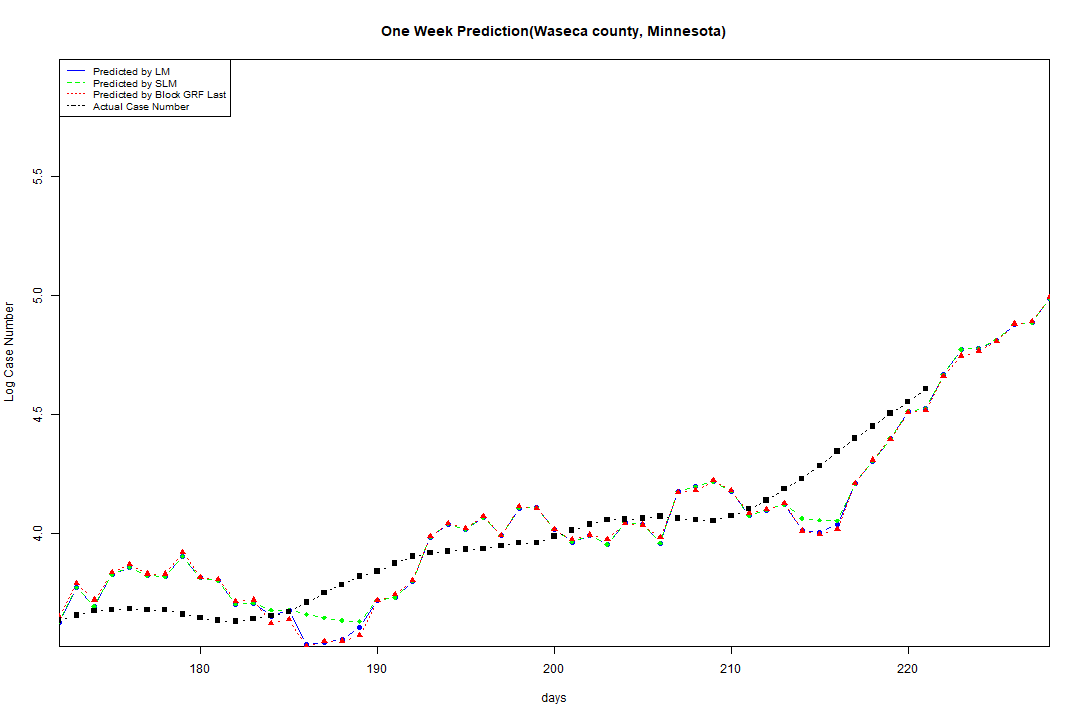 One Week Prediction(Waseca county, Minnesota)
Predicted by LM
Predicted by SLM
Predicted by Block GRF Last
Actual Case Number
5.5
5.0
4.5
4.0
Log Case Number
180 190 200 210 220
days